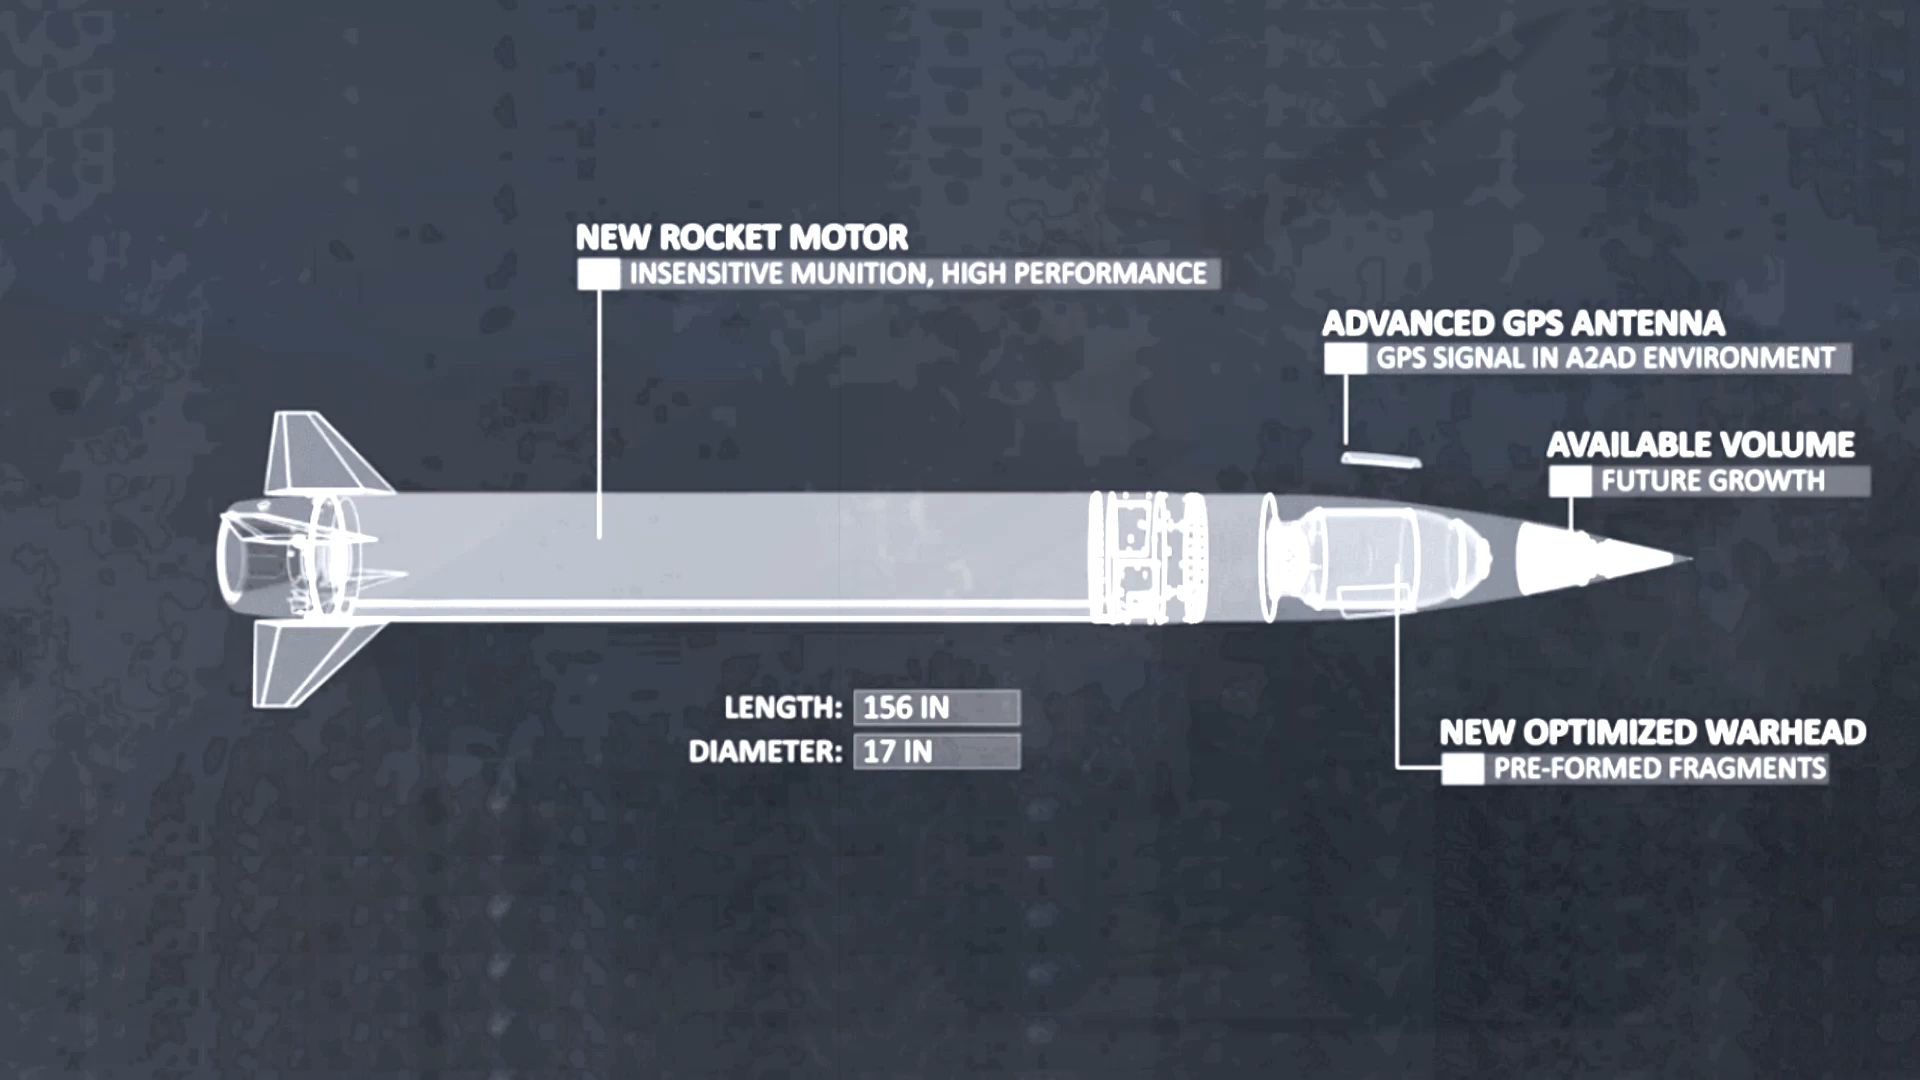 NEW ROCKET MOTOR
INSENSITIVE MUNITION, HIGH PERFORMANCE
ADVANCED GPS ANTENNA
GPS SIGNAL IN A2AD ENVIRONMENT
AVAILABLE VOLUME
FUTURE GROWTH
LENGTH: 156 IN
DIAMETER: 17 IN
NEW OPTIMIZED WARHEAD
PRE-FORMED FRAGMENTS